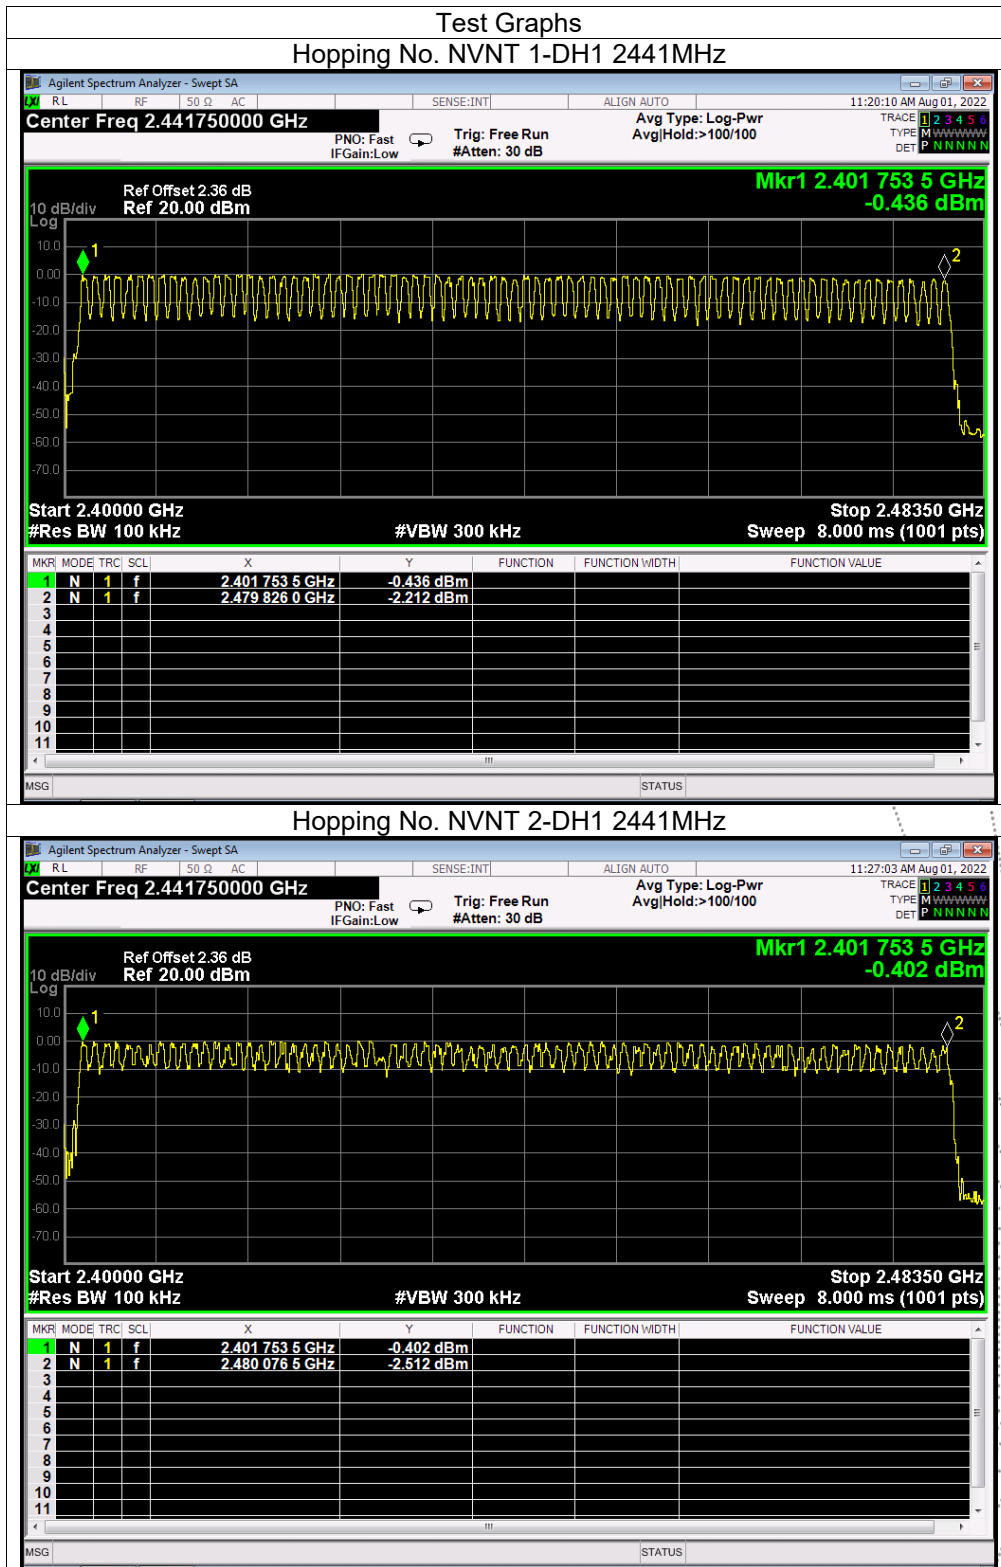 Test Graphs
Hopping No. NVNT 1-DH1 2441MHz
Agilent Spectrum Analyzer - Swept SA
LXI RL RF 50 Ω AC SENSE:INT ALIGN AUTO 11:20:10 AM Aug 01, 2022
Center Freq 2.441750000 GHz
PNO: Fast
IFGain:Low
Trig: Free Run
#Atten: 30 dB
Avg Type: Log-Pwr
Avg|Hold:>100/100
TRACE 1 2 3 4 5 6
TYPE M WWWWW
DET P N N N N N
Mkr1 2.401 753 5 GHz
-0.436 dBm
Ref Offset 2.36 dB
10 dB/div Ref 20.00 dBm
Log
10.0
0.00
-10.0
-20.0
-30.0
-40.0
-50.0
-60.0
-70.0
1
2
Start 2.40000 GHz Stop 2.48350 GHz
#Res BW 100 kHz #VBW 300 kHz Sweep 8.000 ms (1001 pts)
MKR MODE TRC SCL X Y FUNCTION FUNCTION WIDTH FUNCTION VALUE
1 N 1 f 2.401 753 5 GHz -0.436 dBm
2 N 1 f 2.479 826 0 GHz -2.212 dBm
3
4
5
6
7
8
9
10
11
MSG STATUS
Hopping No. NVNT 2-DH1 2441MHz
Agilent Spectrum Analyzer - Swept SA
LXI RL RF 50 Ω AC SENSE:INT ALIGN AUTO 11:27:03 AM Aug 01, 2022
Center Freq 2.441750000 GHz
PNO: Fast
IFGain:Low
Trig: Free Run
#Atten: 30 dB
Avg Type: Log-Pwr
Avg|Hold:>100/100
TRACE 1 2 3 4 5 6
TYPE M WWWWW
DET P N N N N N
Mkr1 2.401 753 5 GHz
-0.402 dBm
Ref Offset 2.36 dB
10 dB/div Ref 20.00 dBm
Log
10.0
0.00
-10.0
-20.0
-30.0
-40.0
-50.0
-60.0
-70.0
1
2
Start 2.40000 GHz Stop 2.48350 GHz
#Res BW 100 kHz #VBW 300 kHz Sweep 8.000 ms (1001 pts)
MKR MODE TRC SCL X Y FUNCTION FUNCTION WIDTH FUNCTION VALUE
1 N 1 f 2.401 753 5 GHz -0.402 dBm
2 N 1 f 2.480 076 5 GHz -2.512 dBm
3
4
5
6
7
8
9
10
11
MSG STATUS